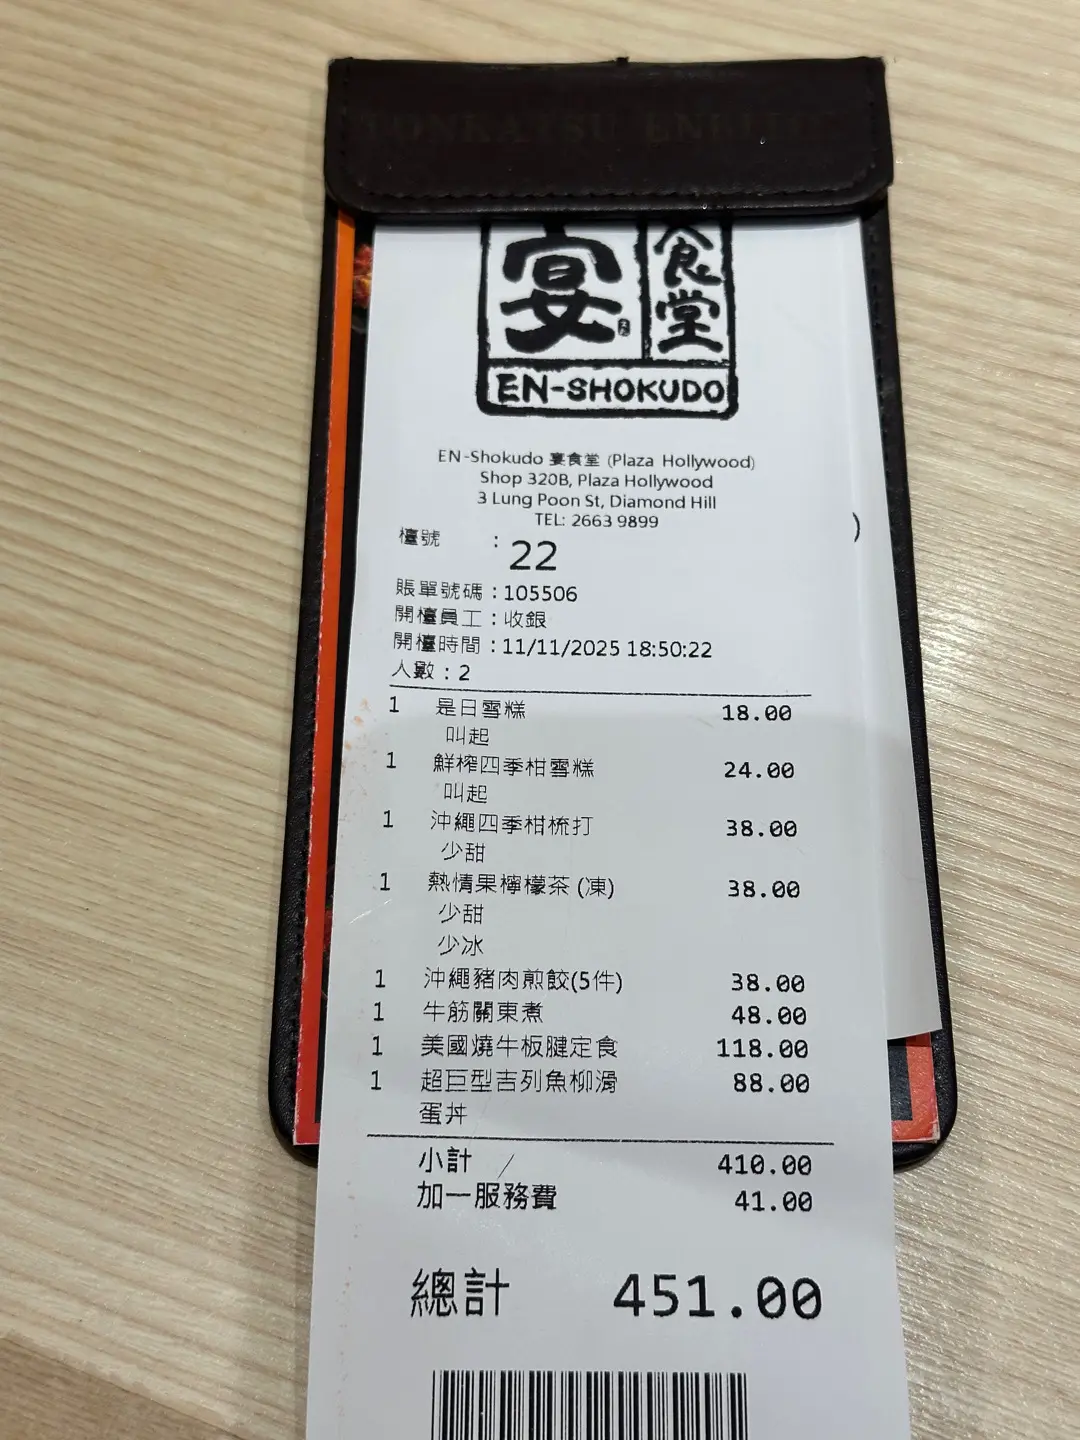 宴 食堂
EN-SHOKUDO
EN-Shokudo 宴食堂 (Plaza Hollywood)
Shop 320B, Plaza Hollywood
3 Lung Poon St, Diamond Hill
TEL: 2663 9899
檯號 : 22
)
賬單號碼 : 105506
開檯員工 : 收銀
開檯時間 : 11/11/2025 18:50:22
人數 : 2
1 是日雪糕 18.00
叫起
1 鮮榨四季柑雪糕 24.00
叫起
1 沖繩四季柑梳打 38.00
少甜
1 熱情果檸檬茶 (凍) 38.00
少甜
少冰
1 沖繩豬肉煎餃(5件) 38.00
1 牛筋關東煮 48.00
1 美國燒牛板腱定食 118.00
1 超巨型吉列魚柳滑 88.00
蛋丼
小計 410.00
加一服務費 41.00
總計 451.00